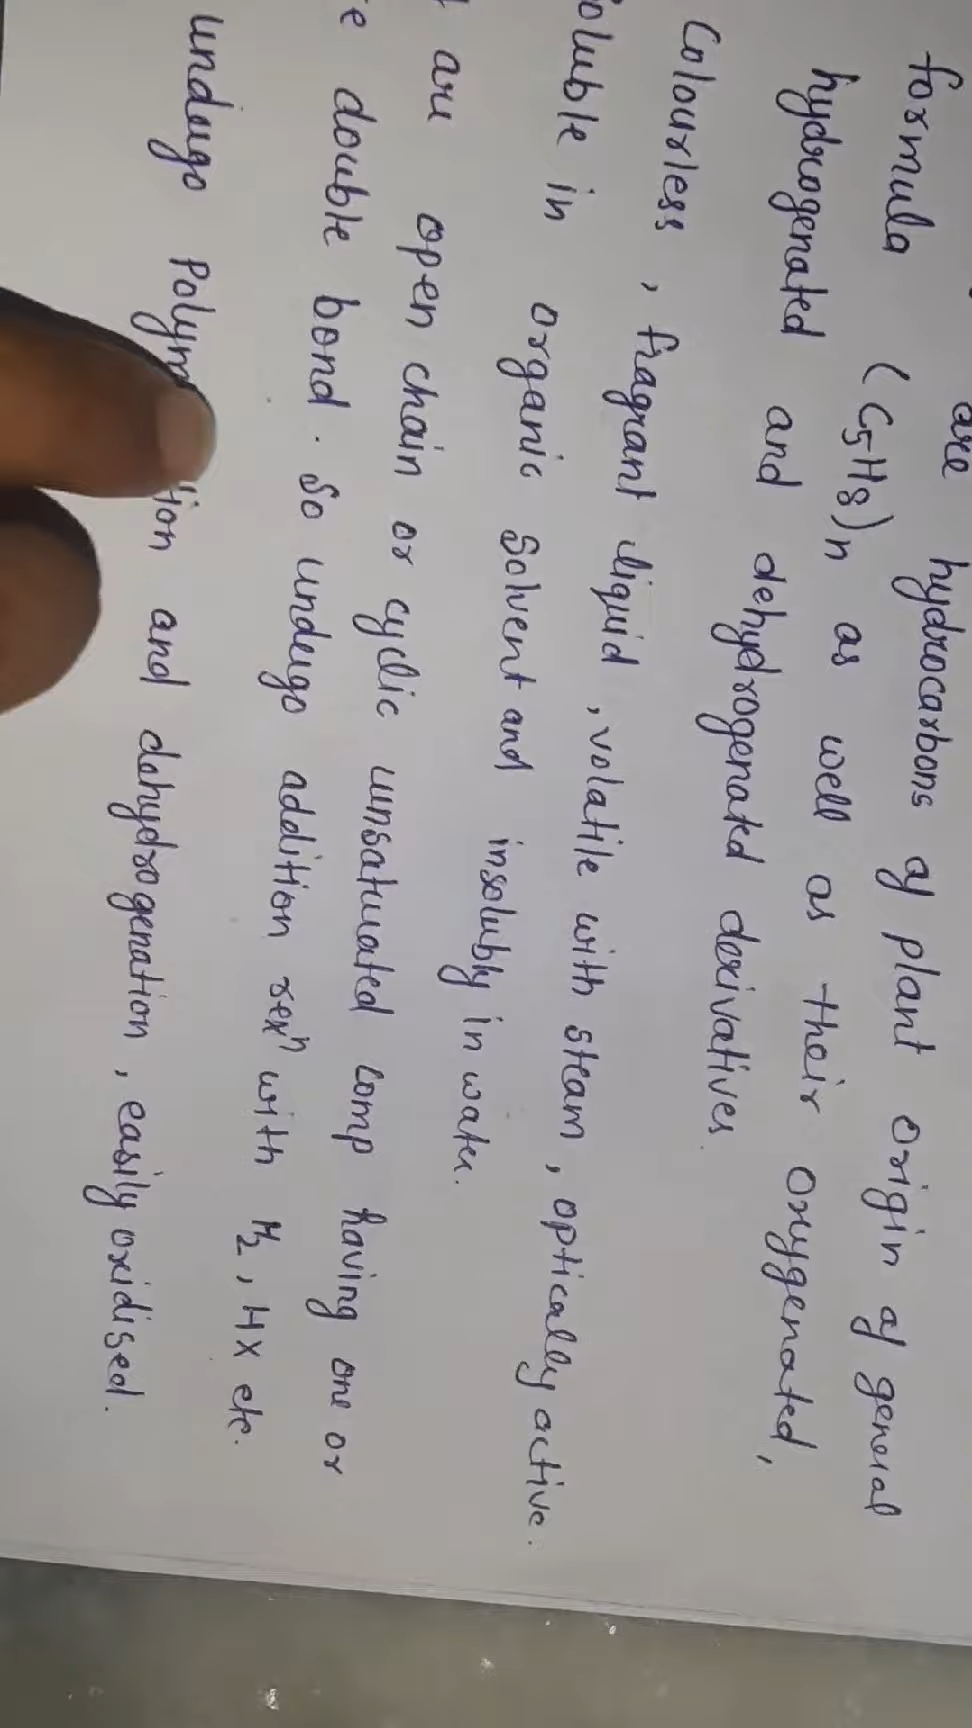 are hydrocarbons of plant origin of general
formula (C5H8)n as well as their oxygenated,
hydrogenated and dehydrogenated derivatives.
Colourless, fragrant liquid, volatile with steam, optically active.
oluble in organic solvent and insolubly in water.
are open chain or cyclic unsaturated comp having one or
e double bond. So undergo addition rexⁿ with H2, HX etc.
undergo Polym tion and dehydrogenation, easily oxidised.